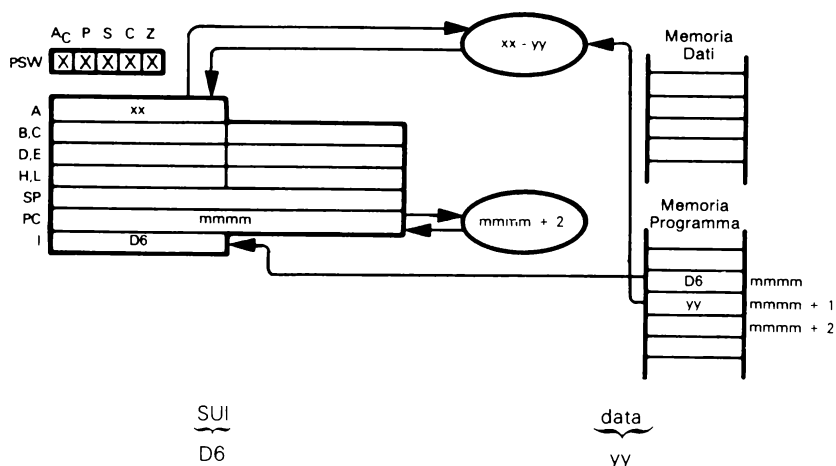 AC P S C Z
PSW X X X X X
A xx
B,C
D,E
H,L
SP
PC mmmm
I D6
xx - yy
mmmm + 2
Memoria
Dati
Memoria
Programma
D6 mmmm
yy mmmm + 1
mmmm + 2
SUI data
D6 yy